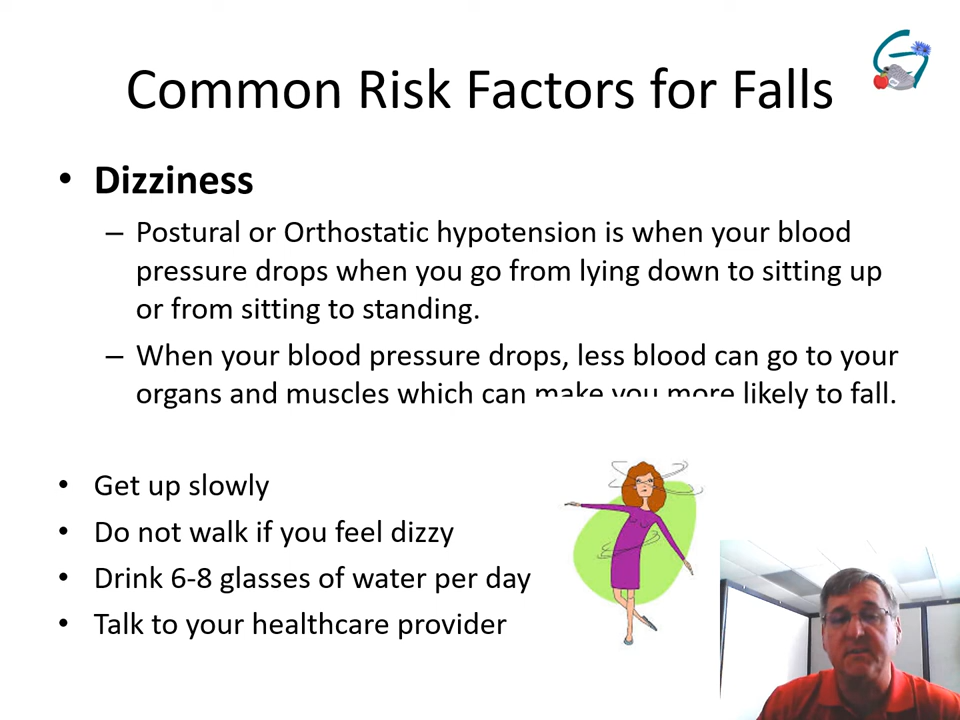 Common Risk Factors for Falls
• Dizziness
– Postural or Orthostatic hypotension is when your blood
pressure drops when you go from lying down to sitting up
or from sitting to standing.
– When your blood pressure drops, less blood can go to your
organs and muscles which can make you more likely to fall.
• Get up slowly
• Do not walk if you feel dizzy
• Drink 6-8 glasses of water per day
• Talk to your healthcare provider